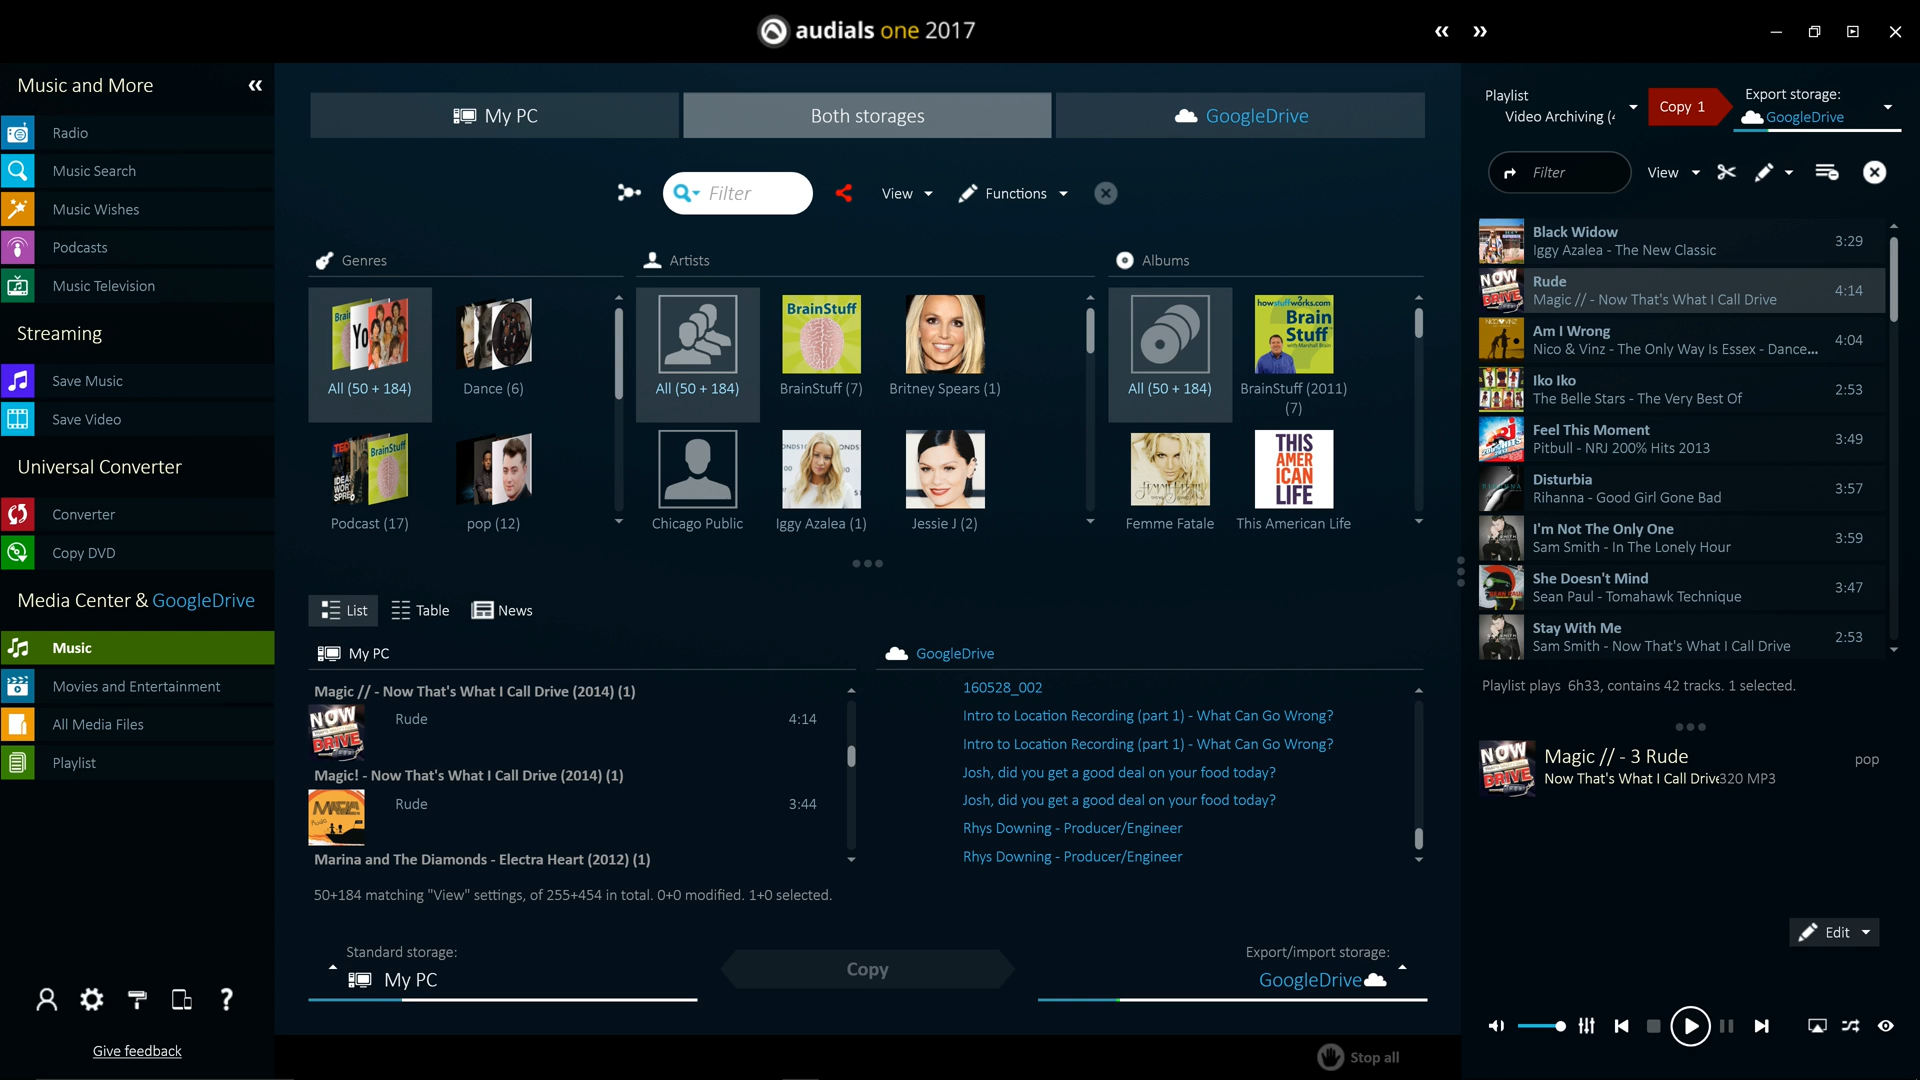 audials one 2017
Music and More
Radio
Music Search
Music Wishes
Podcasts
Music Television
Streaming
Save Music
Save Video
Universal Converter
Converter
Copy DVD
Media Center & GoogleDrive
Music
Movies and Entertainment
All Media Files
Playlist
Give feedback
My PC
Both storages
GoogleDrive
Filter
View
Functions
Genres
All (50 + 184)
Dance (6)
Podcast (17)
pop (12)
Artists
BrainStuff
All (50 + 184)
BrainStuff (7)
Britney Spears (1)
Chicago Public
Iggy Azalea (1)
Jessie J (2)
Albums
howstuffworks.com
Brain
Stuff
All (50 + 184)
BrainStuff (2011)
(7)
THIS
AMER
ICAN
LIFE
Femme Fatale
This American Life
List
Table
News
My PC
Magic // - Now That's What I Call Drive (2014) (1)
NOW
DRIVE
Rude
4:14
Magic! - Now That's What I Call Drive (2014) (1)
Rude
3:44
Marina and The Diamonds - Electra Heart (2012) (1)
GoogleDrive
160528_002
Intro to Location Recording (part 1) - What Can Go Wrong?
Intro to Location Recording (part 1) - What Can Go Wrong?
Josh, did you get a good deal on your food today?
Josh, did you get a good deal on your food today?
Rhys Downing - Producer/Engineer
Rhys Downing - Producer/Engineer
50+184 matching "View" settings, of 255+454 in total. 0+0 modified. 1+0 selected.
Standard storage:
My PC
Copy
Export/import storage:
GoogleDrive
Stop all
Playlist
Video Archiving (
Copy 1
Export storage:
GoogleDrive
Filter
View
Black Widow
Iggy Azalea - The New Classic
3:29
Rude
Magic // - Now That's What I Call Drive
4:14
Am I Wrong
Nico & Vinz - The Only Way Is Essex - Dance...
4:04
Iko Iko
The Belle Stars - The Very Best Of
2:53
Feel This Moment
Pitbull - NRJ 200% Hits 2013
3:49
Disturbia
Rihanna - Good Girl Gone Bad
3:57
I'm Not The Only One
Sam Smith - In The Lonely Hour
3:59
She Doesn't Mind
Sean Paul - Tomahawk Technique
3:47
Stay With Me
Sam Smith - Now That's What I Call Drive
2:53
Playlist plays 6h33, contains 42 tracks. 1 selected.
NOW
DRIVE
Magic // - 3 Rude
pop
Now That's What I Call Drive
320 MP3
Edit